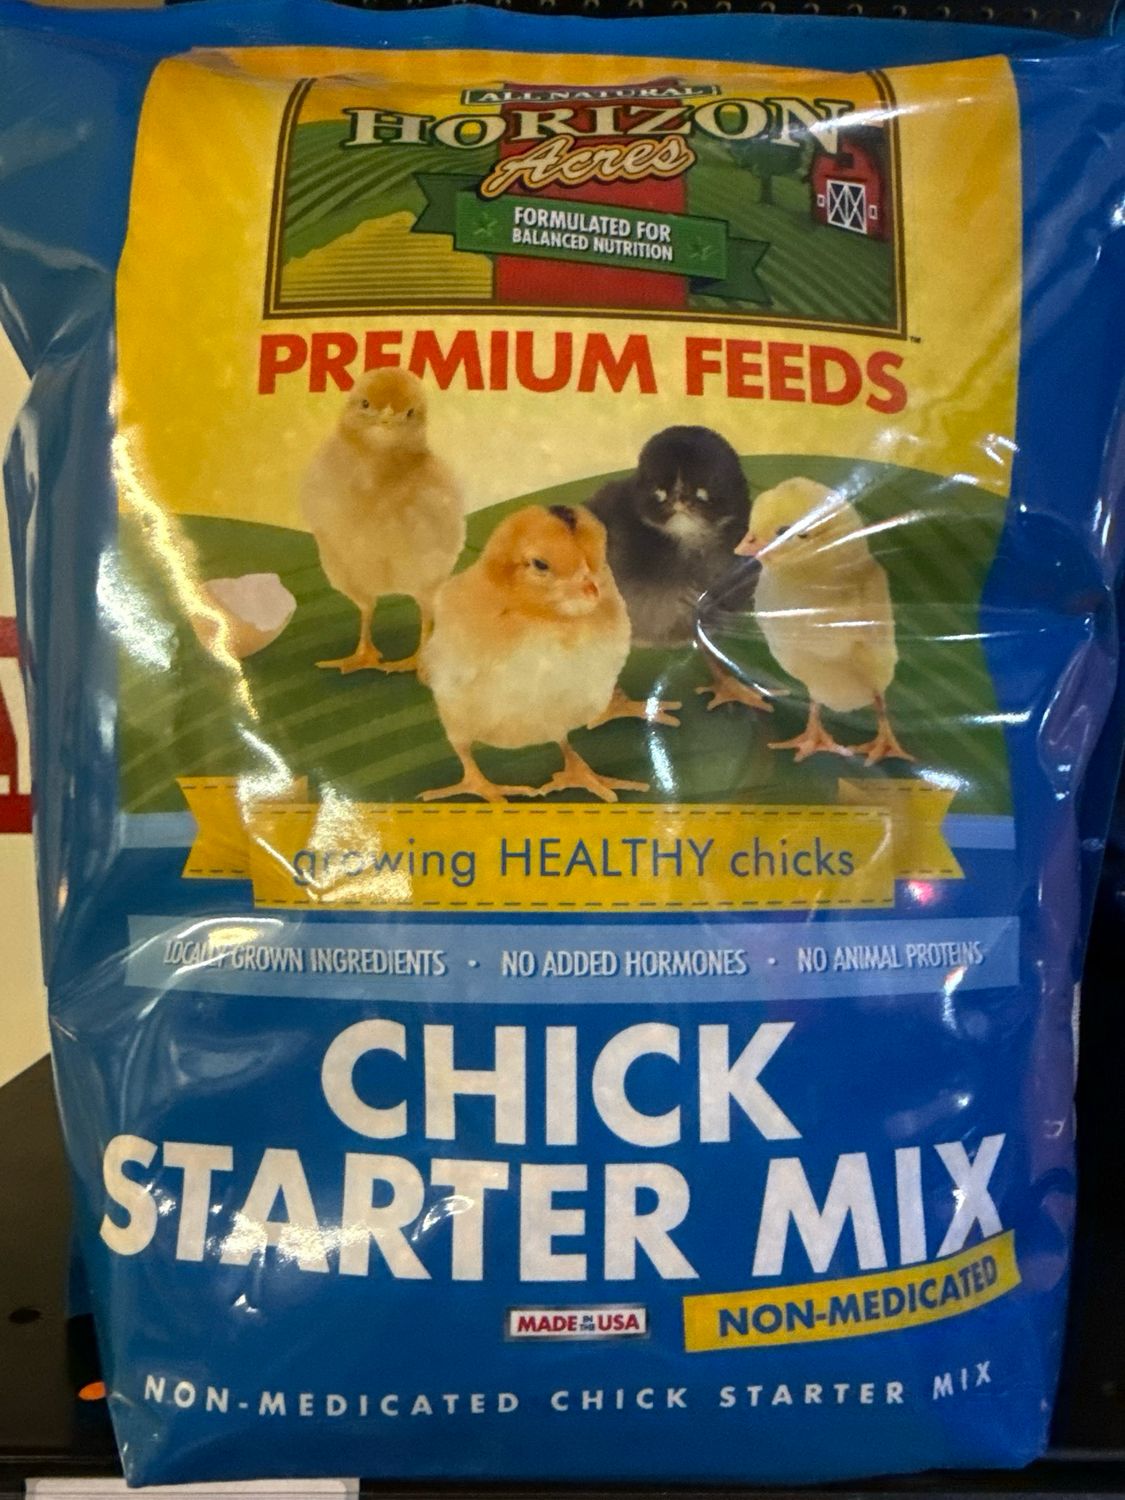 ALL NATURAL
HORIZON
Acres
FORMULATED FOR
BALANCED NUTRITION
PREMIUM FEEDS
™
growing HEALTHY chicks
LOCALLY GROWN INGREDIENTS · NO ADDED HORMONES · NO ANIMAL PROTEINS
CHICK
STARTER MIX
NON-MEDICATED
MADE IN THE USA
NON-MEDICATED CHICK STARTER MIX